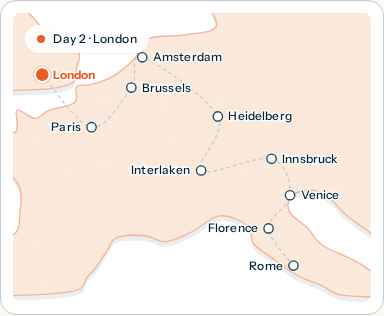 Day 2 · London
Amsterdam
London
Brussels
Heidelberg
Paris
Innsbruck
Interlaken
Venice
Florence
Rome